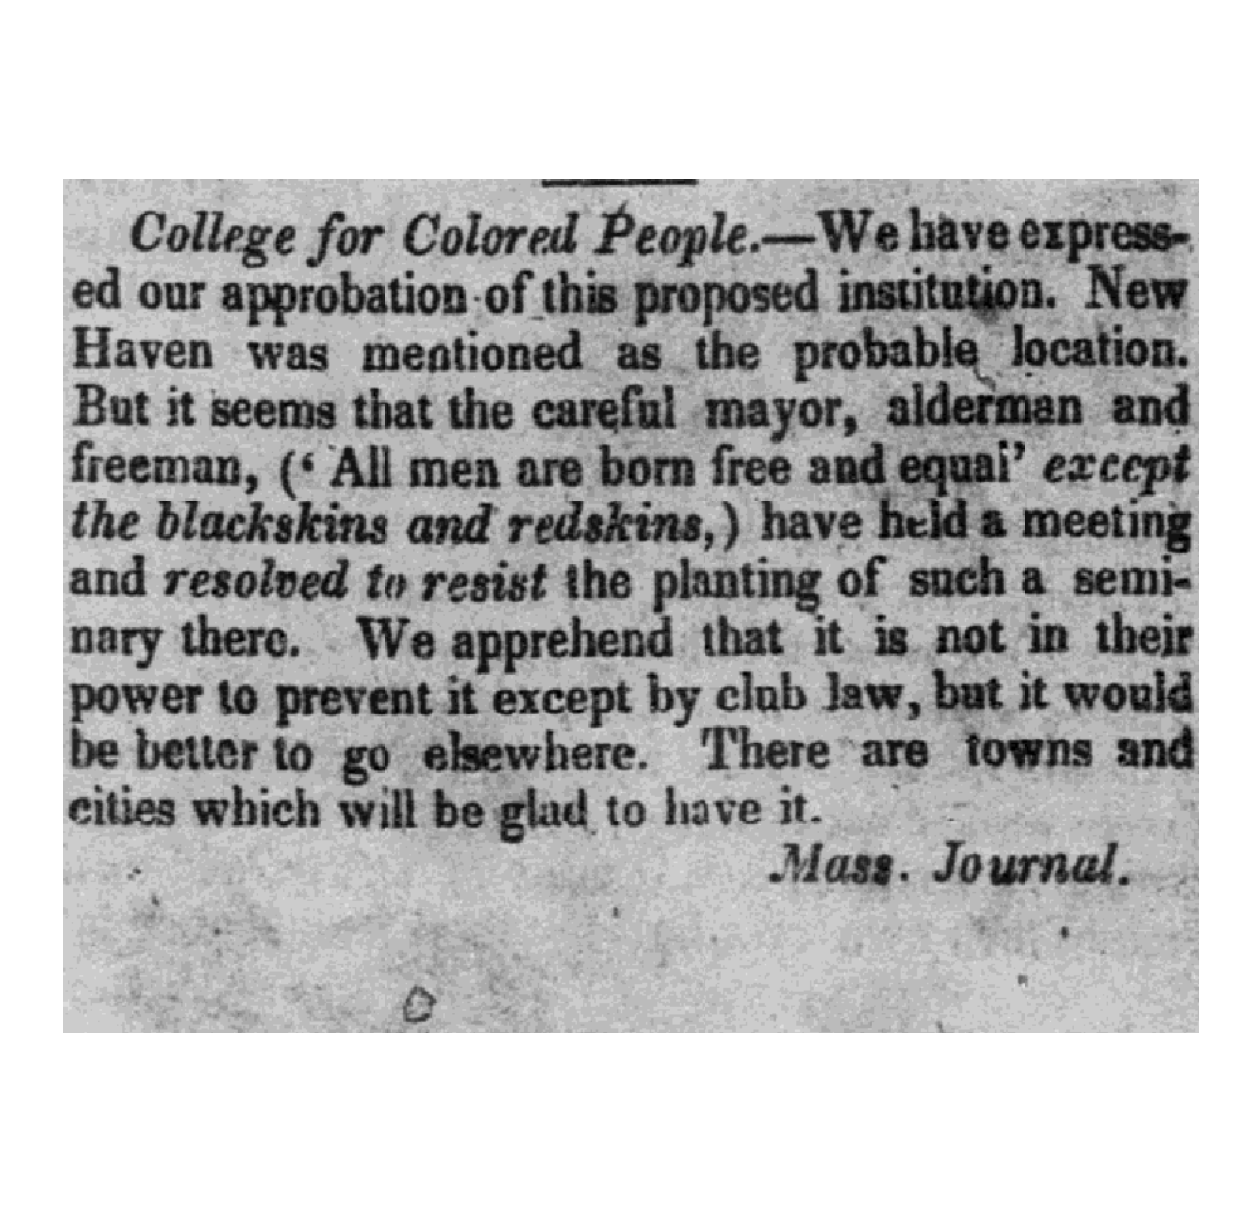 College for Colored People.—We have express-
ed our approbation of this proposed institution. New
Haven was mentioned as the probable location.
But it seems that the careful mayor, alderman and
freeman, (‘ All men are born free and equal’ except
the blackskins and redskins,) have held a meeting
and resolved to resist the planting of such a semi-
nary there. We apprehend that it is not in their
power to prevent it except by club law, but it would
be better to go elsewhere. There are towns and
cities which will be glad to have it.
Mass. Journal.